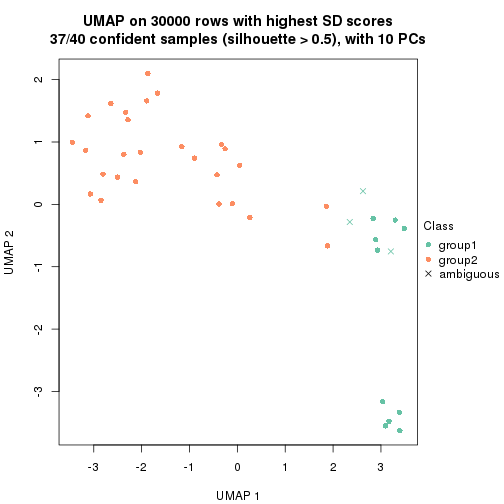 UMAP on 30000 rows with highest SD scores
37/40 confident samples (silhouette > 0.5), with 10 PCs
2
1
0
-1
-2
-3
UMAP 2
-3
-2
-1
0
1
2
3
UMAP 1
Class
group1
group2
ambiguous